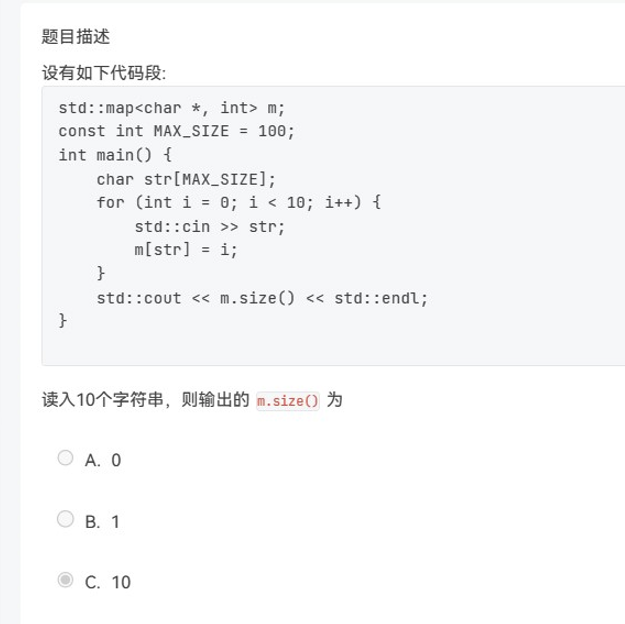 题目描述
设有如下代码段:
std::map<char *, int> m;
const int MAX_SIZE = 100;
int main() {
    char str[MAX_SIZE];
    for (int i = 0; i < 10; i++) {
        std::cin >> str;
        m[str] = i;
    }
    std::cout << m.size() << std::endl;
}
读入10个字符串，则输出的 m.size() 为
A. 0
B. 1
C. 10